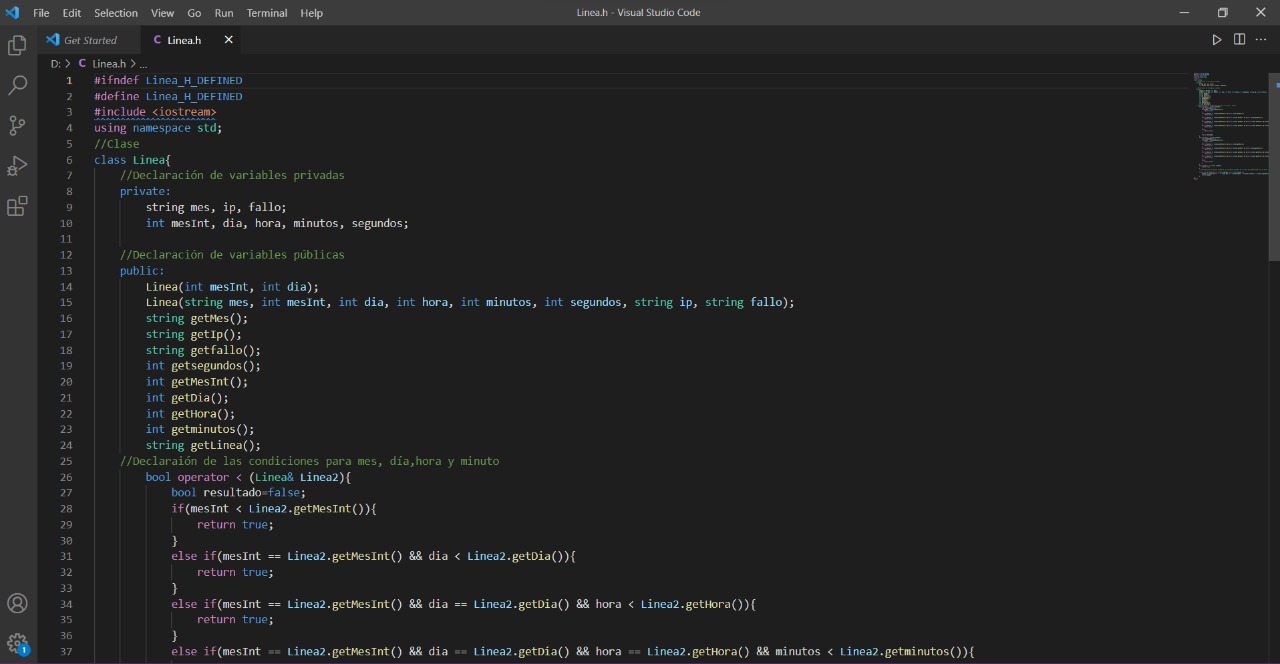 File Edit Selection View Go Run Terminal Help
Linea.h - Visual Studio Code
Get Started
C Linea.h ×
D: > C Linea.h > ...
1 #ifndef Linea_H_DEFINED
2 #define Linea_H_DEFINED
3 #include <iostream>
4 using namespace std;
5 //Clase
6 class Linea{
7 //Declaración de variables privadas
8 private:
9 string mes, ip, fallo;
10 int mesInt, dia, hora, minutos, segundos;
11
12 //Declaración de variables públicas
13 public:
14 Linea(int mesInt, int dia);
15 Linea(string mes, int mesInt, int dia, int hora, int minutos, int segundos, string ip, string fallo);
16 string getMes();
17 string getIp();
18 string getfallo();
19 int getsegundos();
20 int getMesInt();
21 int getDia();
22 int getHora();
23 int getminutos();
24 string getLinea();
25 //Declaraión de las condiciones para mes, día,hora y minuto
26 bool operator < (Linea& Linea2){
27 bool resultado=false;
28 if(mesInt < Linea2.getMesInt()){
29 return true;
30 }
31 else if(mesInt == Linea2.getMesInt() && dia < Linea2.getDia()){
32 return true;
33 }
34 else if(mesInt == Linea2.getMesInt() && dia == Linea2.getDia() && hora < Linea2.getHora()){
35 return true;
36 }
37 else if(mesInt == Linea2.getMesInt() && dia == Linea2.getDia() && hora == Linea2.getHora() && minutos < Linea2.getminutos()){
1